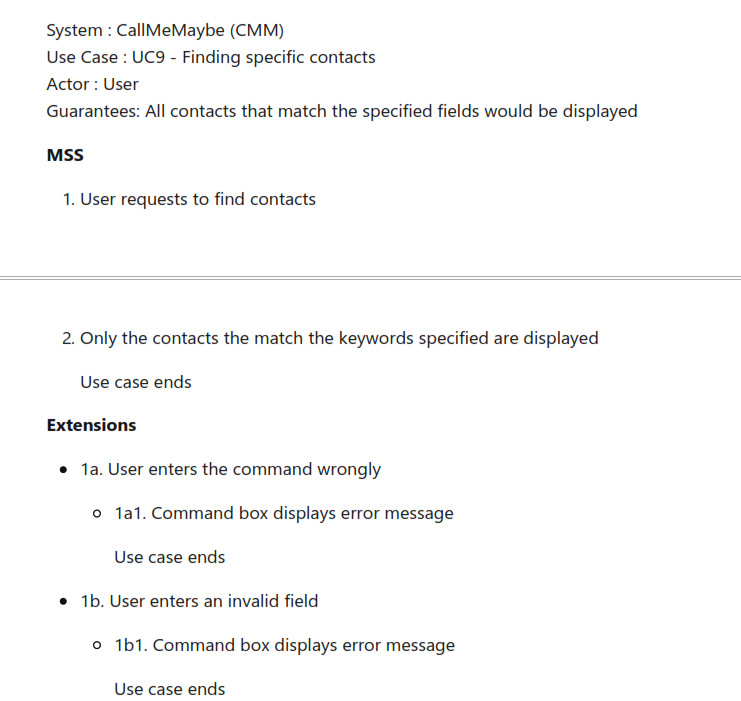 System : CallMeMaybe (CMM)
Use Case : UC9 - Finding specific contacts
Actor : User
Guarantees: All contacts that match the specified fields would be displayed
MSS
1. User requests to find contacts
2. Only the contacts the match the keywords specified are displayed
Use case ends
Extensions
• 1a. User enters the command wrongly
○ 1a1. Command box displays error message
Use case ends
• 1b. User enters an invalid field
○ 1b1. Command box displays error message
Use case ends